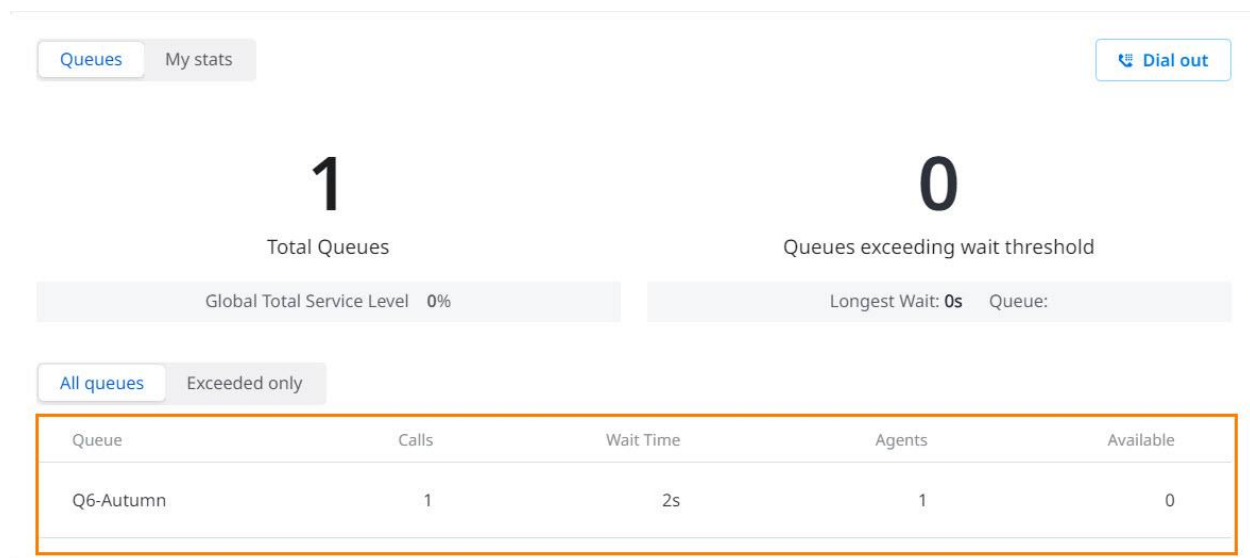 Queues My stats Dial out
1 0
Total Queues Queues exceeding wait threshold
Global Total Service Level 0% Longest Wait: 0s Queue:
All queues Exceeded only
Queue Calls Wait Time Agents Available
Q6-Autumn 1 2s 1 0